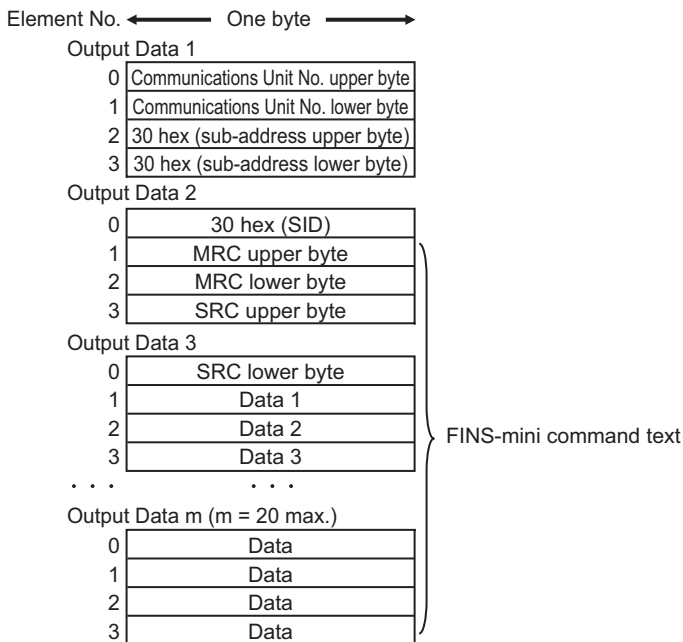 Element No. One byte
Output Data 1
0 Communications Unit No. upper byte
1 Communications Unit No. lower byte
2 30 hex (sub-address upper byte)
3 30 hex (sub-address lower byte)
Output Data 2
0 30 hex (SID)
1 MRC upper byte
2 MRC lower byte
3 SRC upper byte
Output Data 3
0 SRC lower byte
1 Data 1
2 Data 2
3 Data 3
FINS-mini command text
. . . . . .
Output Data m (m = 20 max.)
0 Data
1 Data
2 Data
3 Data